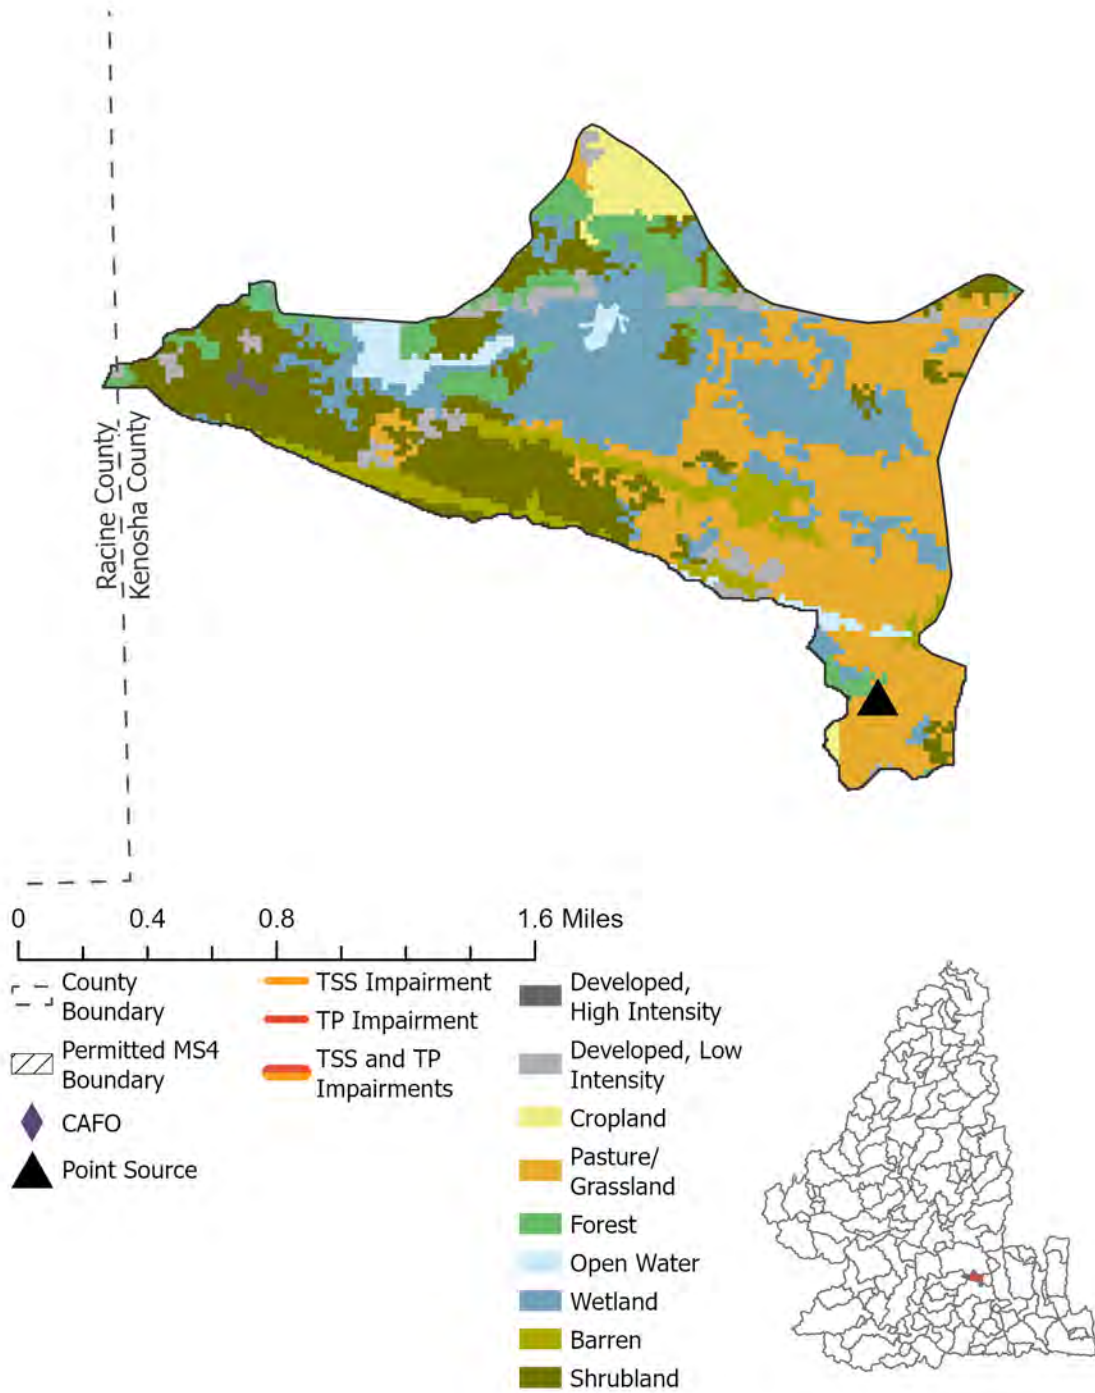 Racine County
Kenosha County
0 0.4 0.8 1.6 Miles
County
Boundary
Permitted MS4
Boundary
CAFO
Point Source
TSS Impairment
TP Impairment
TSS and TP
Impairments
Developed,
High Intensity
Developed, Low
Intensity
Cropland
Pasture/
Grassland
Forest
Open Water
Wetland
Barren
Shrubland